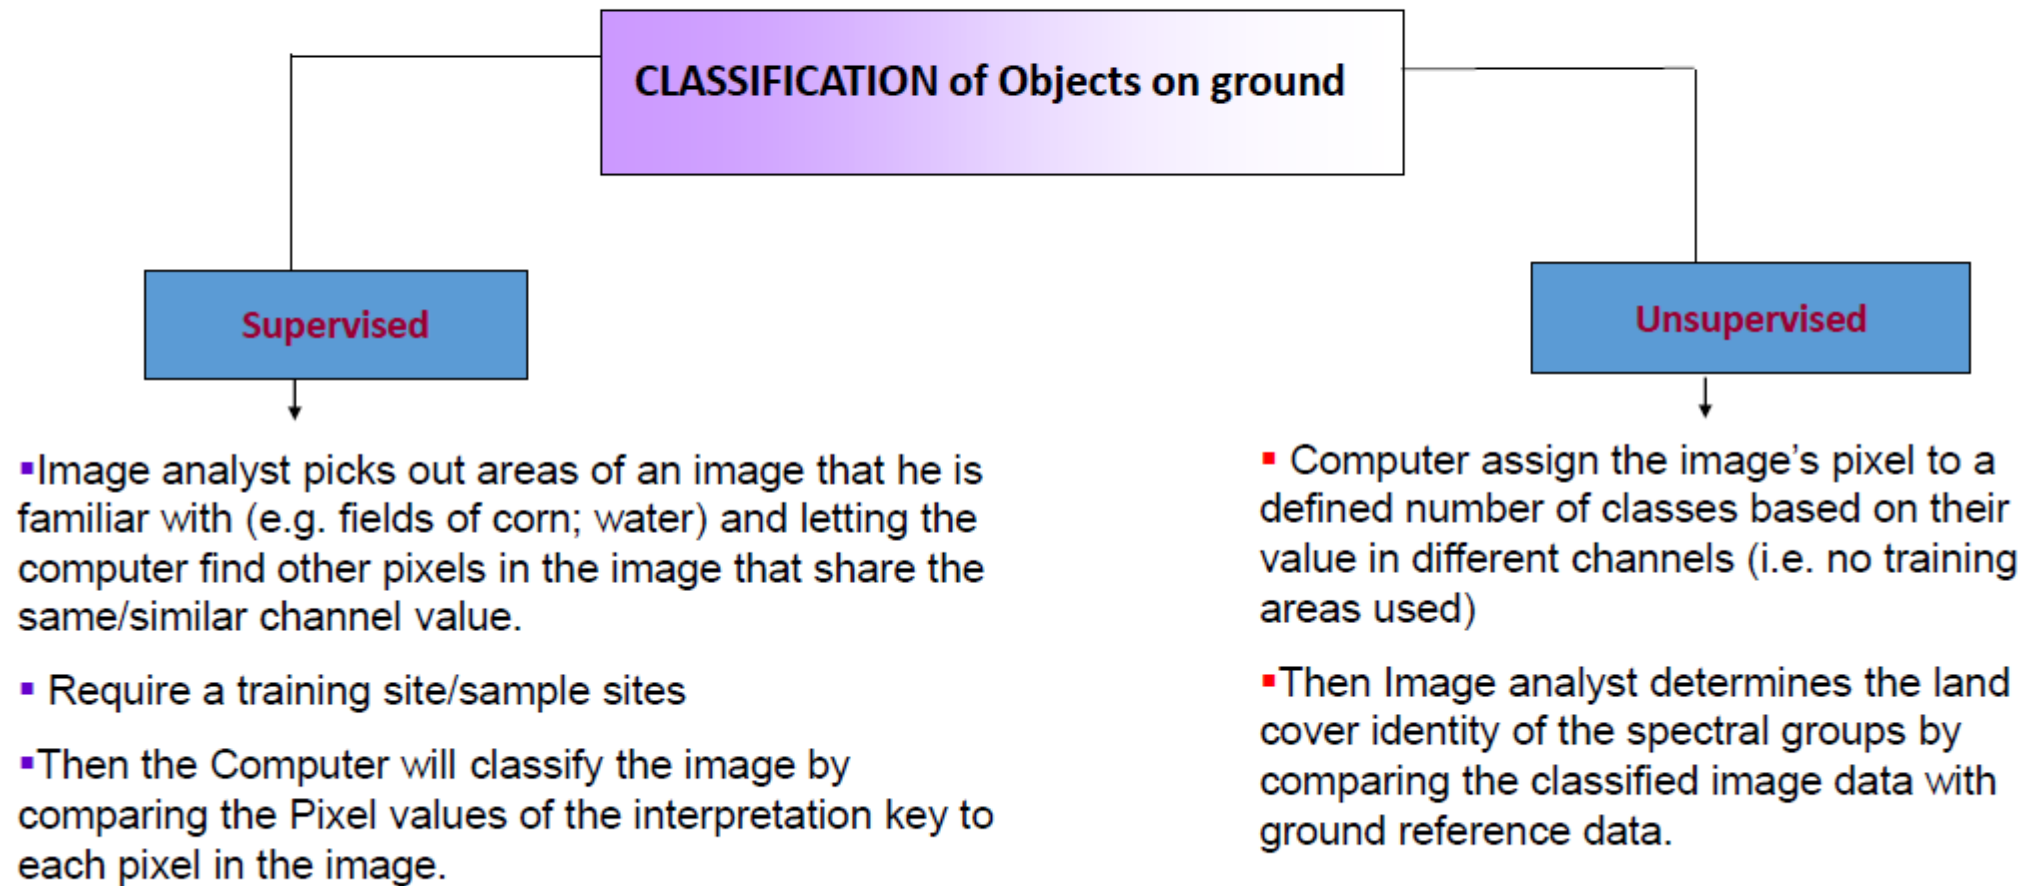 CLASSIFICATION of Objects on ground
Supervised
▪Image analyst picks out areas of an image that he is
familiar with (e.g. fields of corn; water) and letting the
computer find other pixels in the image that share the
same/similar channel value.
▪ Require a training site/sample sites
▪Then the Computer will classify the image by
comparing the Pixel values of the interpretation key to
each pixel in the image.
Unsupervised
▪ Computer assign the image's pixel to a
defined number of classes based on their
value in different channels (i.e. no training
areas used)
▪Then Image analyst determines the land
cover identity of the spectral groups by
comparing the classified image data with
ground reference data.